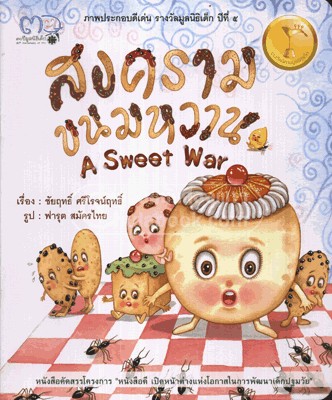 ภาพประกอบดีเด่น รางวัลมูลนิธิเด็ก ปีที่ ๕
สงคราม
ขนมหวาน
A Sweet War
เรื่อง : ชัยฤทธิ์ ศรีโรจน์ฤทธิ์
รูป : ฟารุต สมัครไทย
หนังสือคัดสรรโครงการ "หนังสือดี เปิดหน้าต่างแห่งโอกาสในการพัฒนาเด็กปฐมวัย"